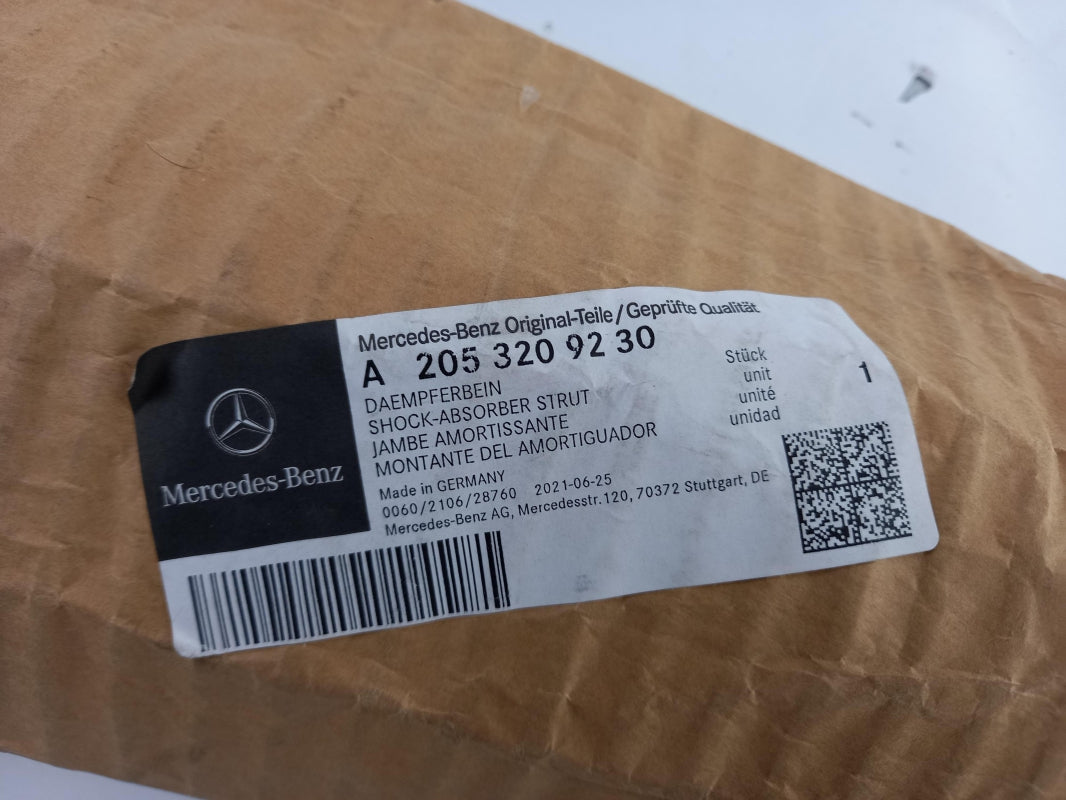 Mercedes-Benz
Mercedes-Benz Original-Teile/Geprüfte Qualität
A 205 320 92 30
DAEMPFERBEIN
SHOCK-ABSORBER STRUT
JAMBE AMORTISSANTE
MONTANTE DEL AMORTIGUADOR
Stück 1
unit
unité
unidad
Made in GERMANY
0060/2106/28760 2021-06-25
Mercedes-Benz AG, Mercedesstr.120, 70372 Stuttgart, DE